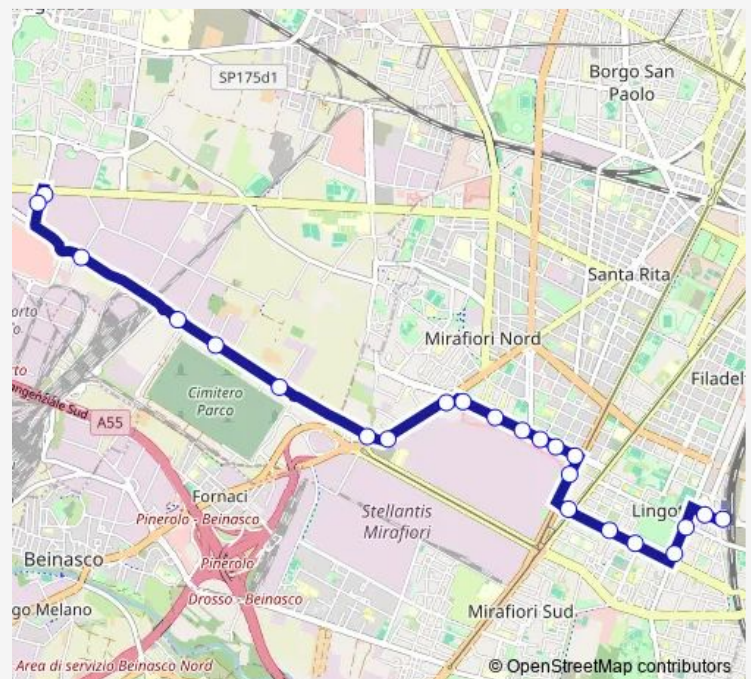 SP175d1
Borgo San
Paolo
Santa Rita
Mirafiori Nord
Filadel
Cimitero
Parco
A55
Fornaci
Stellantis
Mirafiori
Pinerolo - Beinasco
Pinerolo
Beinasco
Drosso - Beinasco
Mirafiori Sud
go Melano
Area di servizio Beinasco Nord
© OpenStreetMap contributors